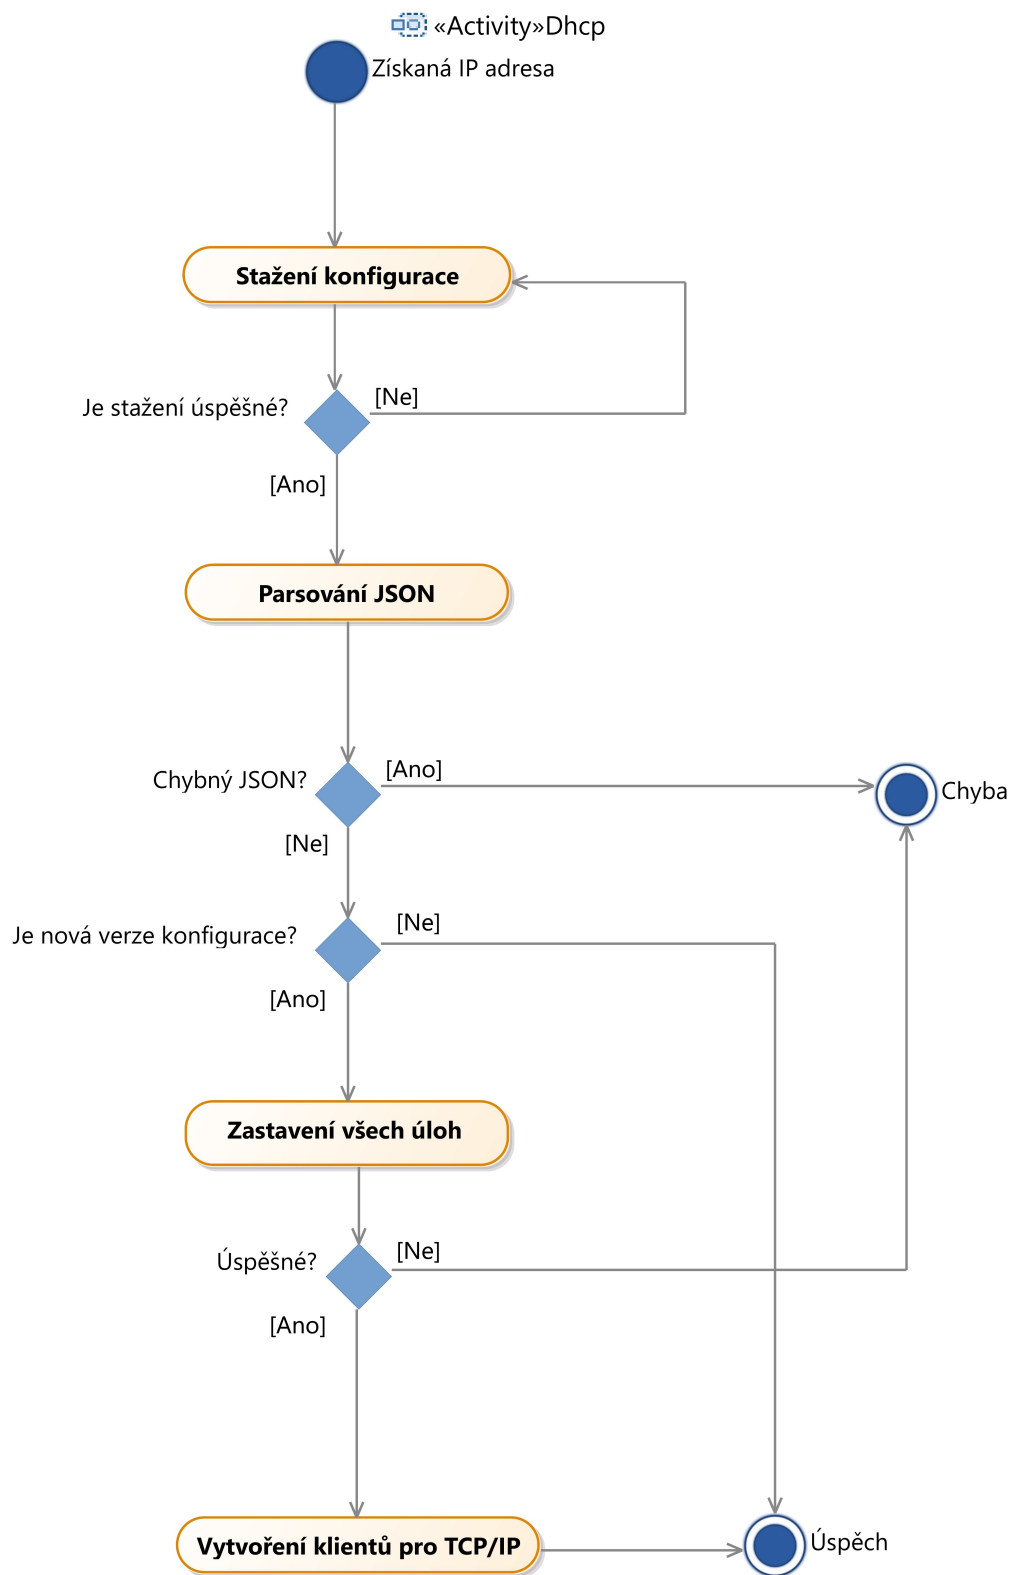 «Activity»Dhcp
Získaná IP adresa
Stažení konfigurace
Je stažení úspěšné?
[Ne]
[Ano]
Parsování JSON
Chybný JSON?
[Ano]
Chyba
[Ne]
Je nová verze konfigurace?
[Ne]
[Ano]
Zastavení všech úloh
Úspěšné?
[Ne]
[Ano]
Vytvoření klientů pro TCP/IP
Úspěch